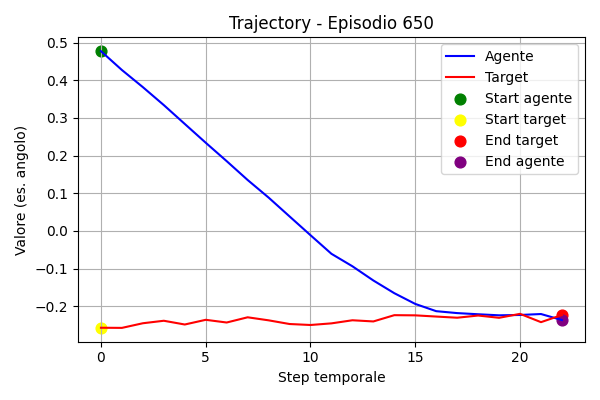 Trajectory - Episodio 650
Valore (es. angolo)
0.5
0.4
0.3
0.2
0.1
0.0
−0.1
−0.2
Agente
Target
Start agente
Start target
End target
End agente
0 5 10 15 20
Step temporale